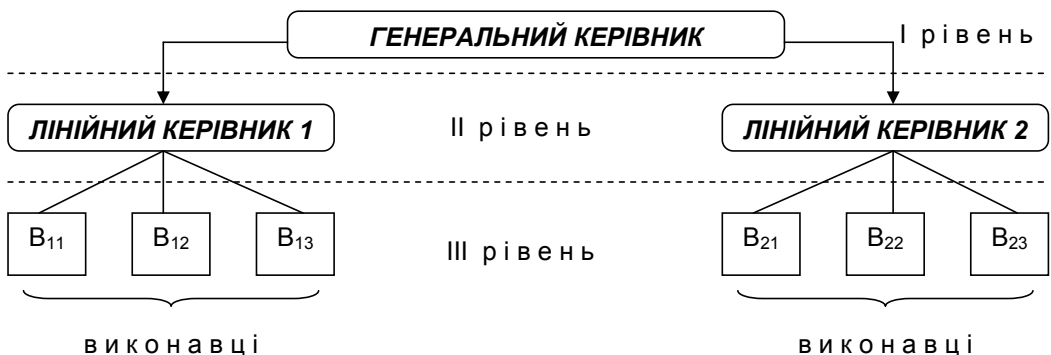 ГЕНЕРАЛЬНИЙ КЕРІВНИК
І рівень
ЛІНІЙНИЙ КЕРІВНИК 1
ІІ рівень
ЛІНІЙНИЙ КЕРІВНИК 2
В11 В12 В13
ІІІ рівень
В21 В22 В23
виконавці
виконавці